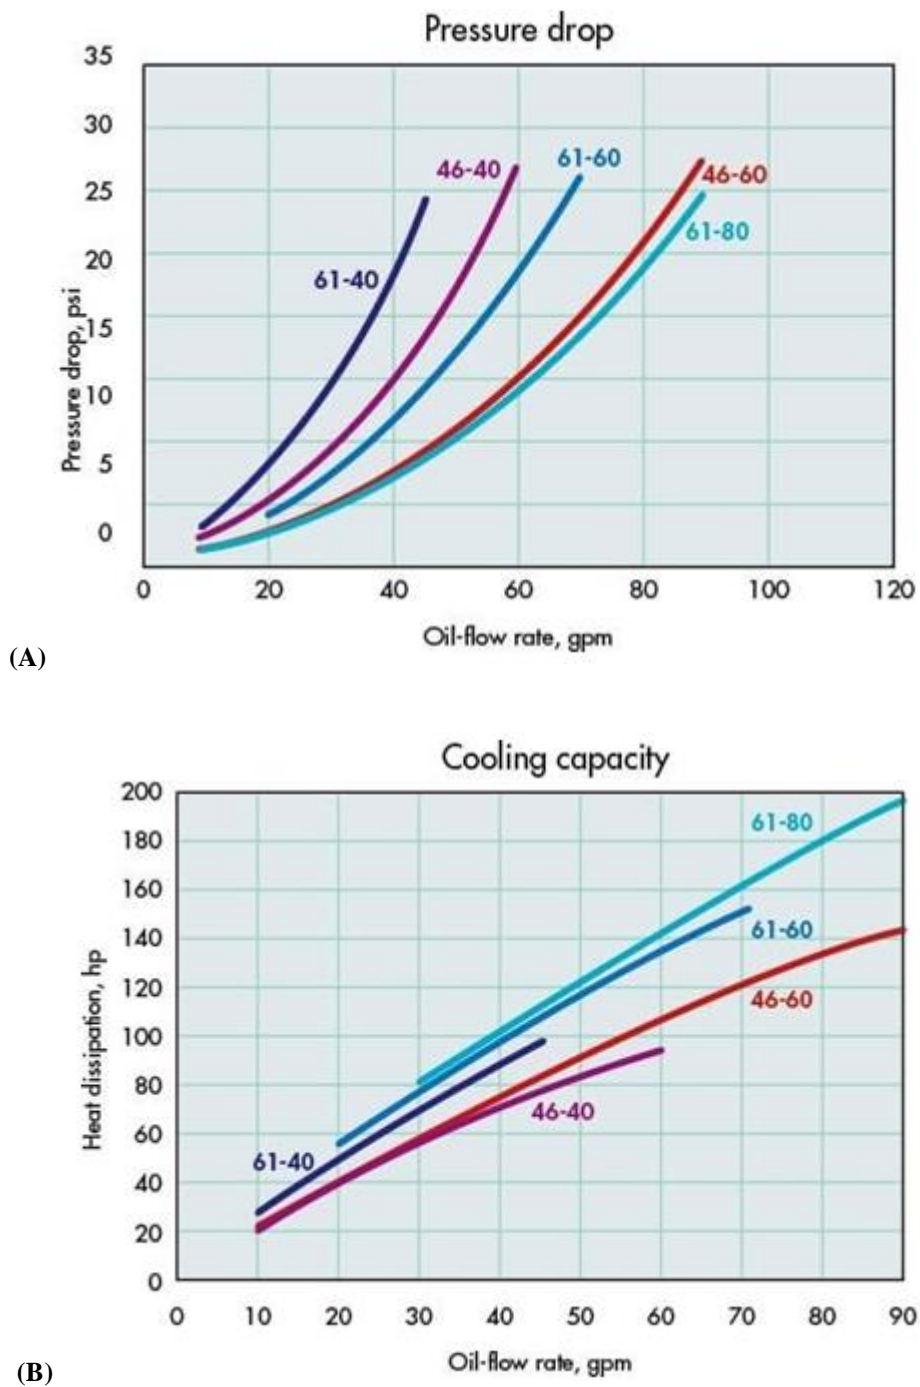 Pressure drop
35
30
25
20
15
10
5
0
Pressure drop, psi
46-40
61-60
46-60
61-80
61-40
0 20 40 60 80 100 120
Oil-flow rate, gpm
(A)
Cooling capacity
200
180
160
140
120
100
80
60
40
20
0
Heat dissipation, hp
61-80
61-60
46-60
46-40
61-40
0 10 20 30 40 50 60 70 80 90
Oil-flow rate, gpm
(B)